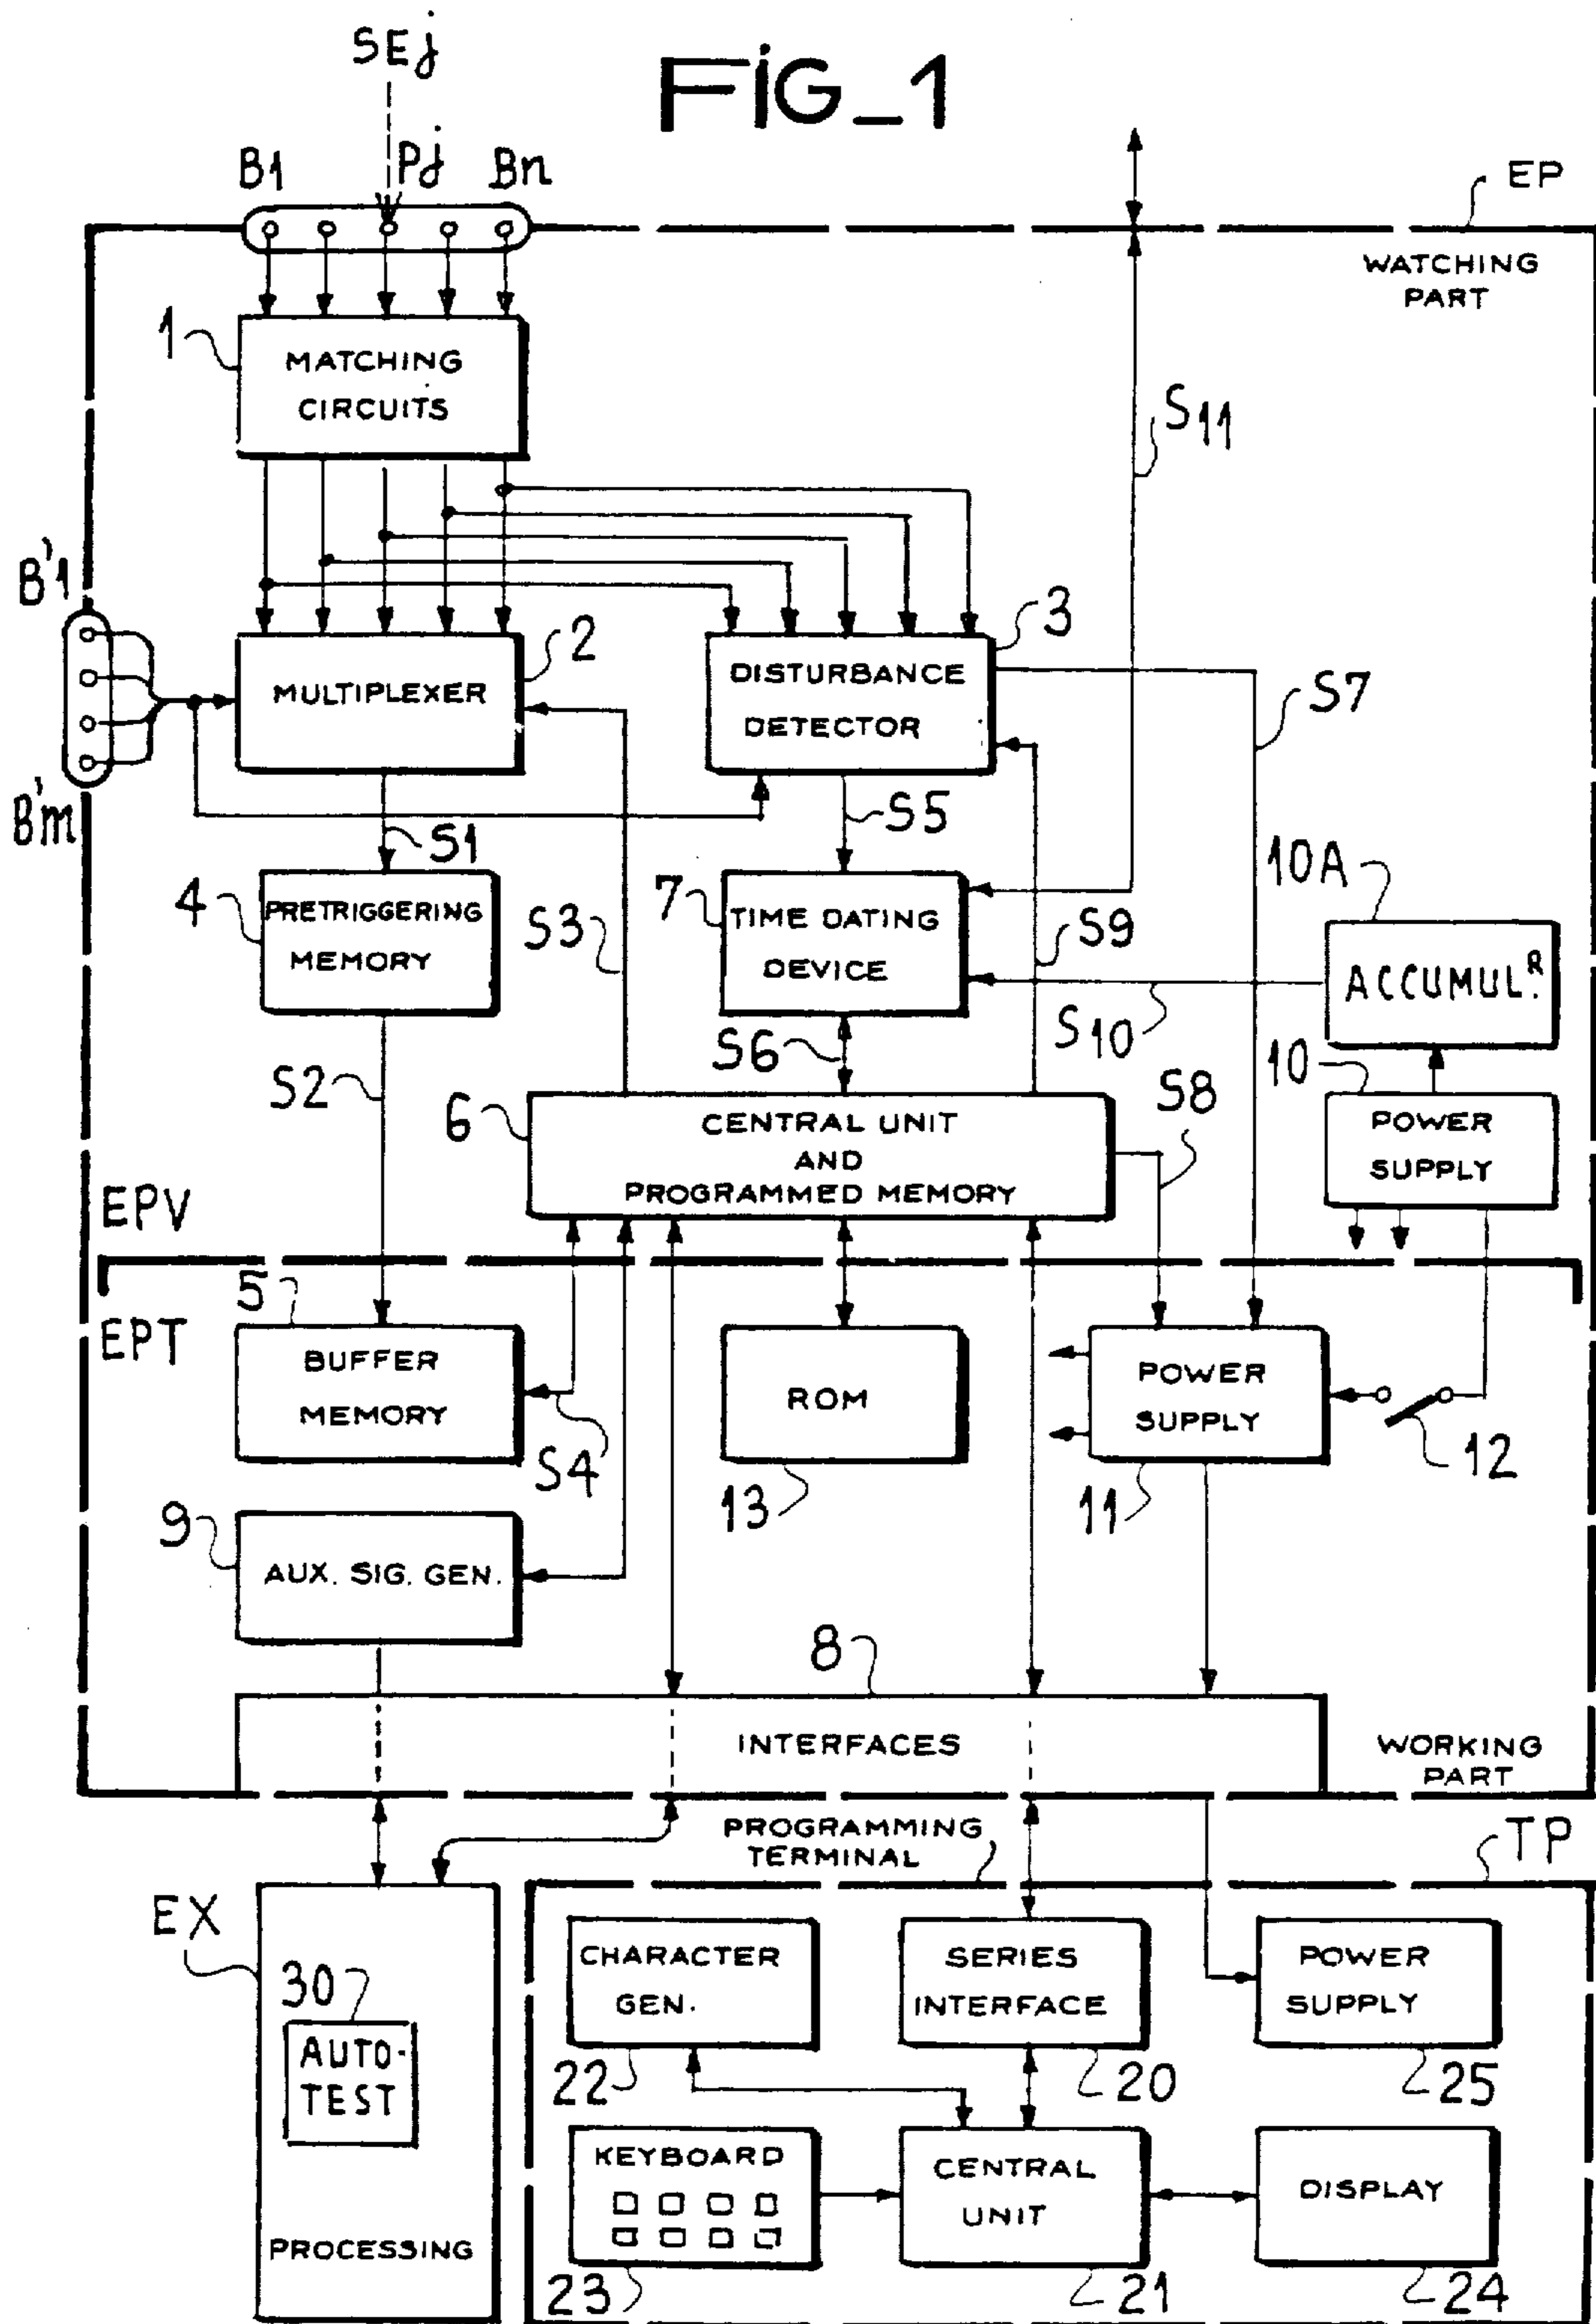 SEj
FIG_1
B1 Pj Bn
EP
WATCHING
PART
1
MATCHING
CIRCUITS
S11
B'1
2
3
MULTIPLEXER
DISTURBANCE
DETECTOR
S7
B'm
S1
S5
10A
4
PRETRIGGERING
MEMORY
7
TIME DATING
DEVICE
S3
S9
ACCUMUL.R
S10
S2
S6
10
S8
6
CENTRAL UNIT
AND
PROGRAMMED MEMORY
POWER
SUPPLY
EPV
5
EPT
BUFFER
MEMORY
ROM
POWER
SUPPLY
S4
12
13
11
9
AUX. SIG. GEN.
8
INTERFACES
WORKING
PART
PROGRAMMING
TERMINAL
TP
EX
CHARACTER
GEN.
SERIES
INTERFACE
POWER
SUPPLY
30
AUTO-
TEST
22
20
25
KEYBOARD
CENTRAL
UNIT
DISPLAY
PROCESSING
23
21
24